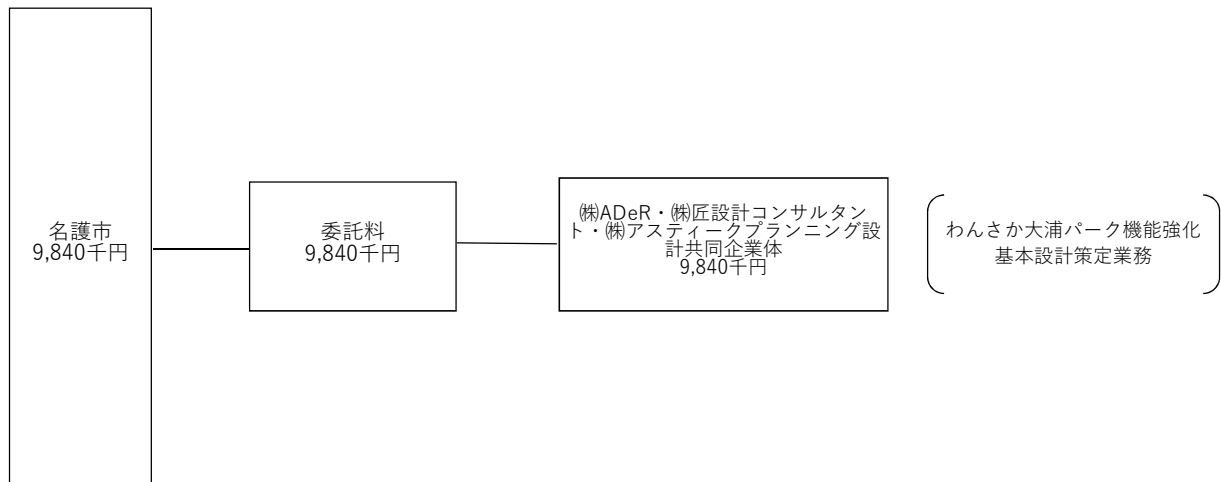 名護市
9,840千円
委託料
9,840千円
㈱ADeR・㈱匠設計コンサルタン
ト・㈱アスティークプランニング設
計共同企業体
9,840千円
わんさか大浦パーク機能強化
基本設計策定業務